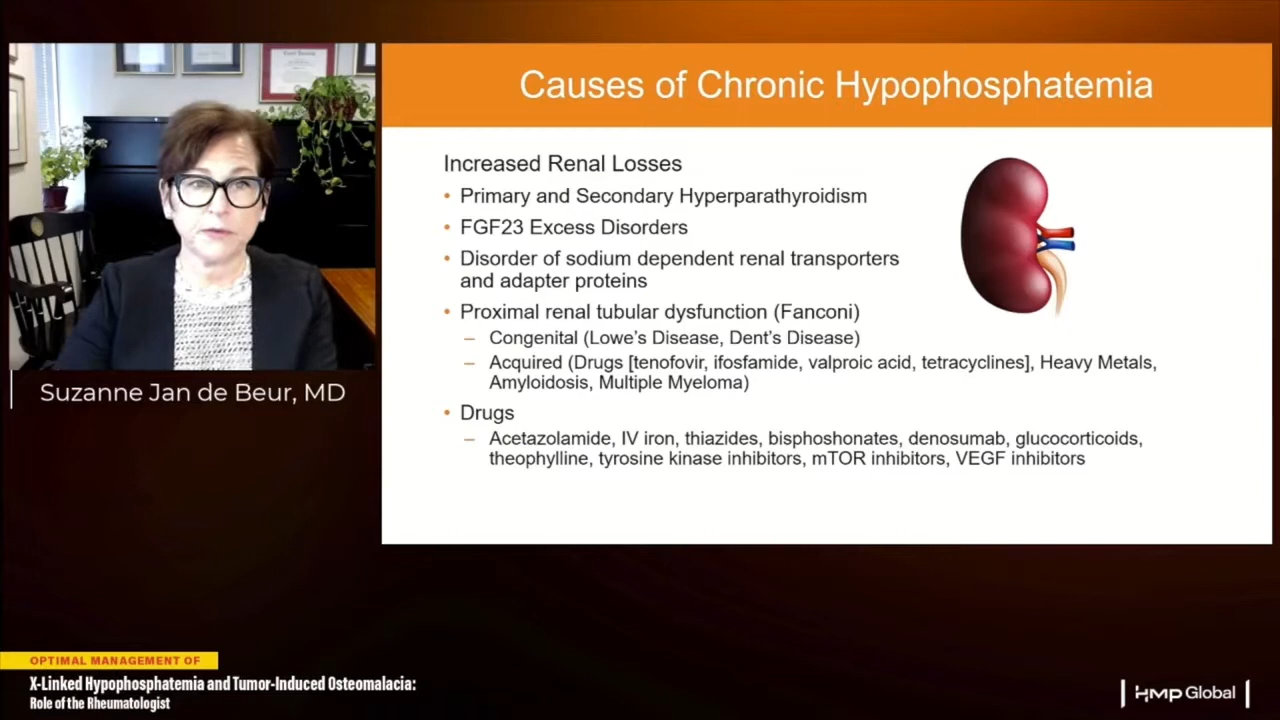 Causes of Chronic Hypophosphatemia
Increased Renal Losses
• Primary and Secondary Hyperparathyroidism
• FGF23 Excess Disorders
• Disorder of sodium dependent renal transporters
and adapter proteins
• Proximal renal tubular dysfunction (Fanconi)
– Congenital (Lowe's Disease, Dent's Disease)
– Acquired (Drugs [tenofovir, ifosfamide, valproic acid, tetracyclines], Heavy Metals,
Amyloidosis, Multiple Myeloma)
• Drugs
– Acetazolamide, IV iron, thiazides, bisphoshonates, denosumab, glucocorticoids,
theophylline, tyrosine kinase inhibitors, mTOR inhibitors, VEGF inhibitors
Suzanne Jan de Beur, MD
OPTIMAL MANAGEMENT OF
X-Linked Hypophosphatemia and Tumor-Induced Osteomalacia:
Role of the Rheumatologist
HMP Global